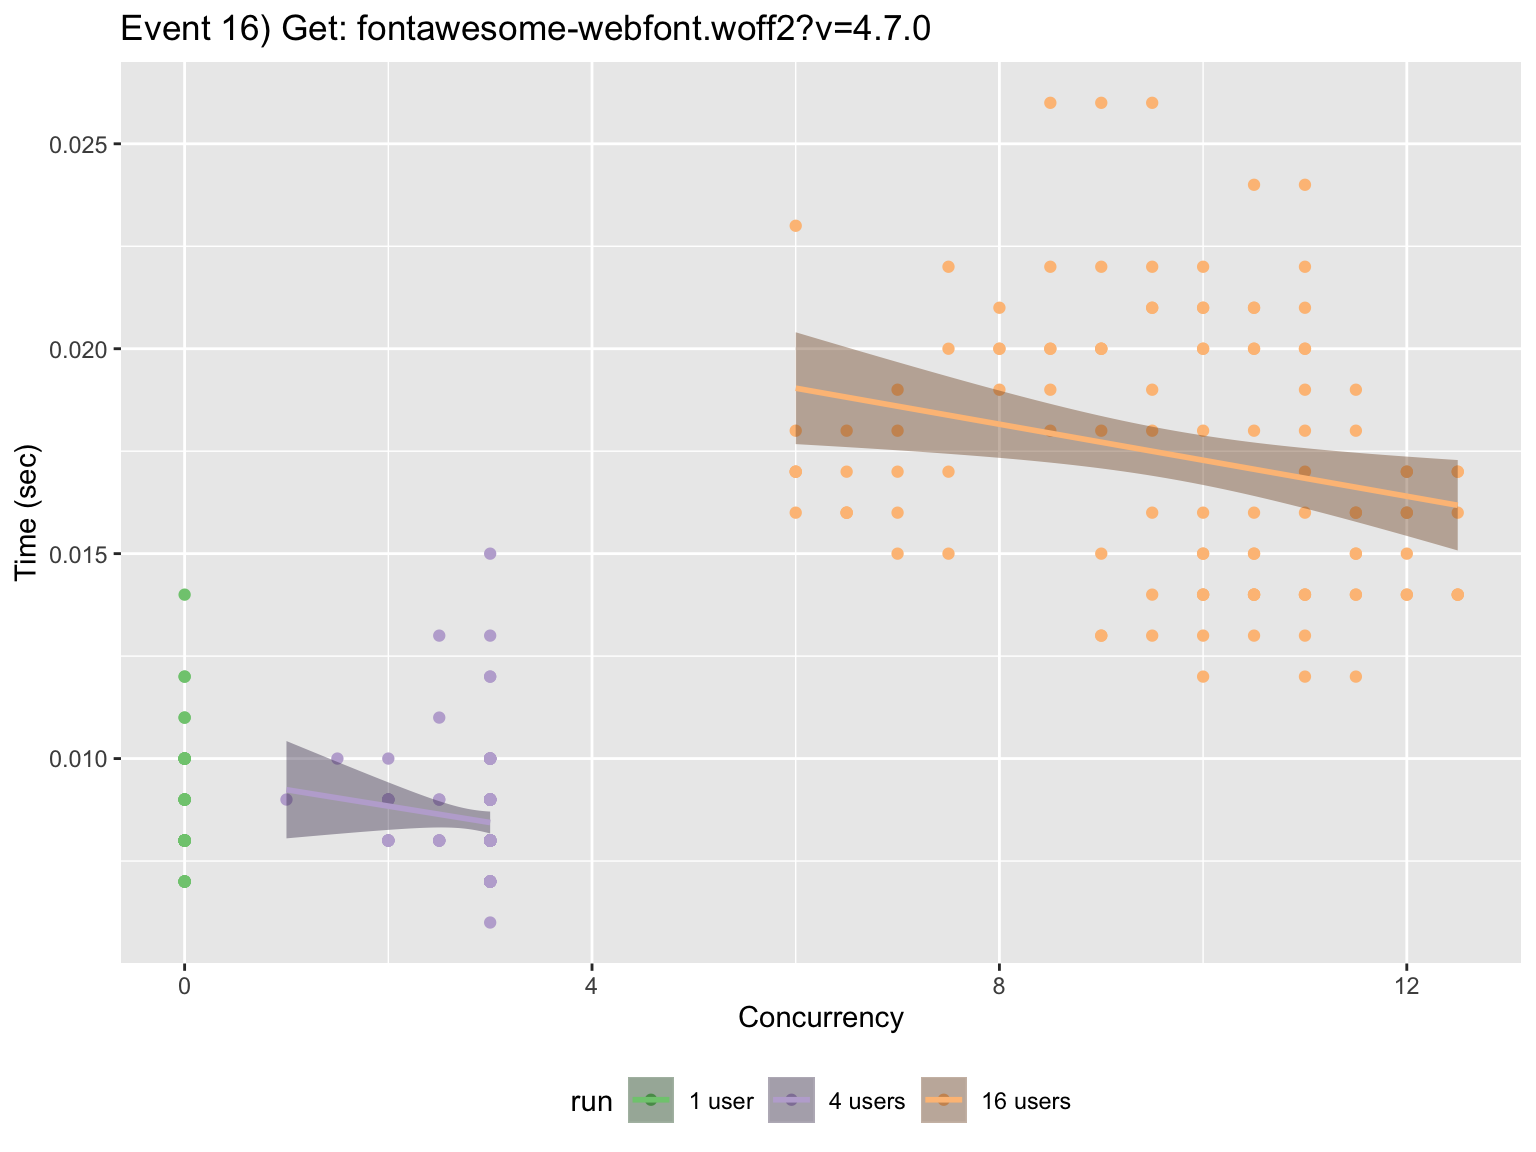 Event 16) Get: fontawesome-webfont.woff2?v=4.7.0
0.025
0.020
0.015
0.010
Time (sec)
0 4 8 12
Concurrency
run 1 user 4 users 16 users